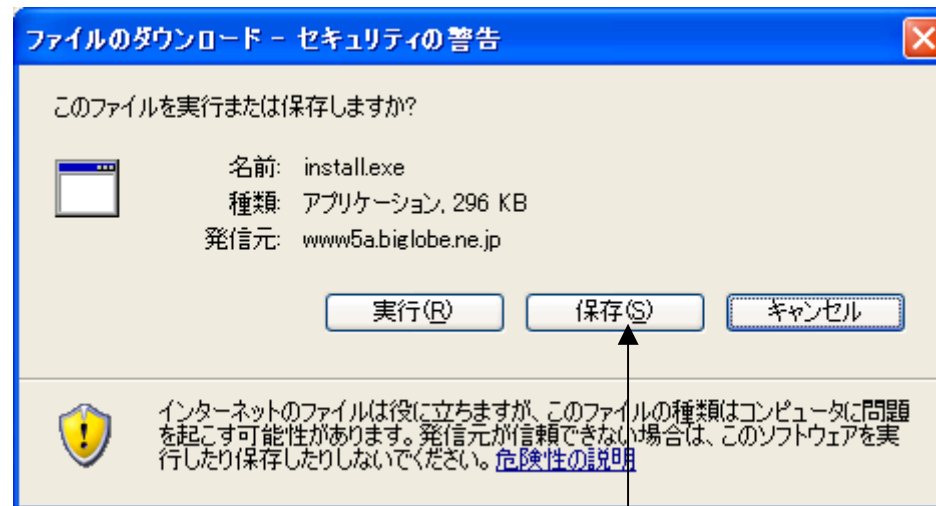 ファイルのダウンロード - セキュリティの警告
このファイルを実行または保存しますか?
名前: install.exe
種類: アプリケーション, 296 KB
発信元: www5a.biglobe.ne.jp
実行(R) 保存(S) キャンセル
インターネットのファイルは役に立ちますが、このファイルの種類はコンピュータに問題
を起こす可能性があります。発信元が信頼できない場合は、このソフトウェアを実
行したり保存したりしないでください。危険性の説明